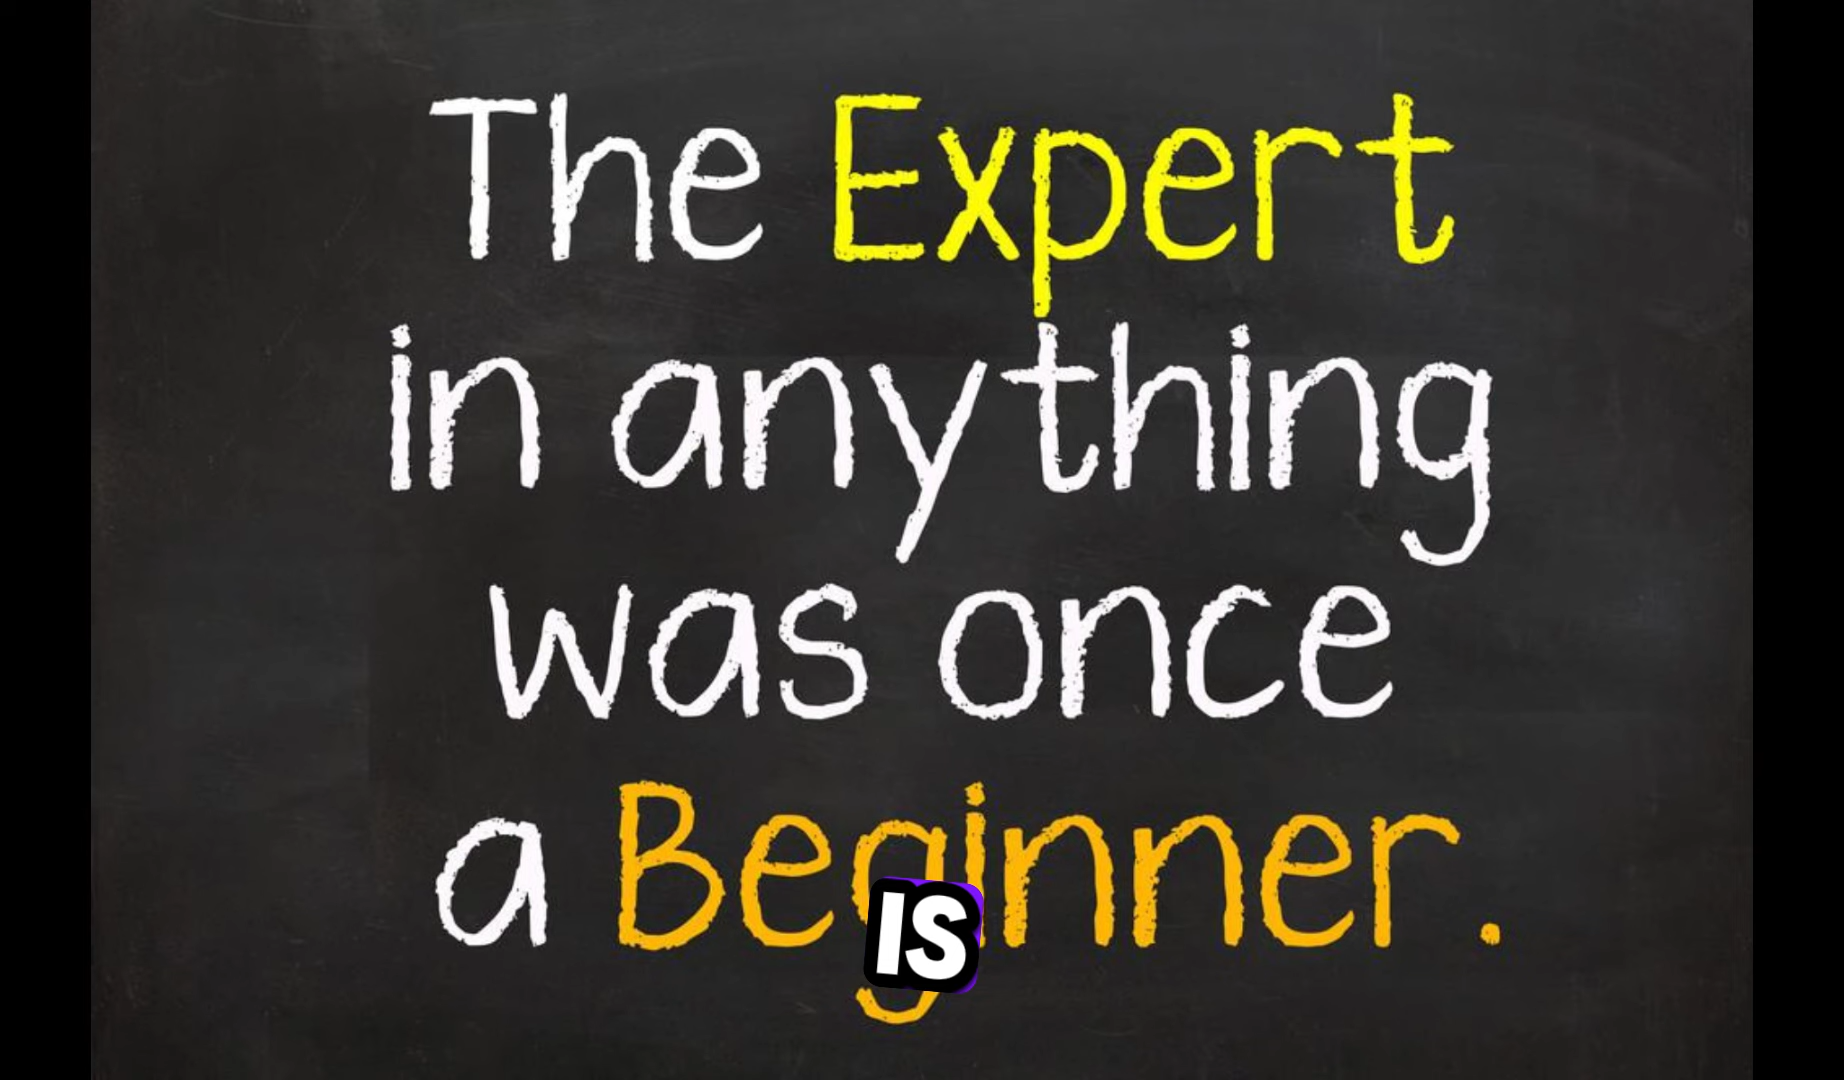 The Expert
in anything
was once
a Beginner.
IS